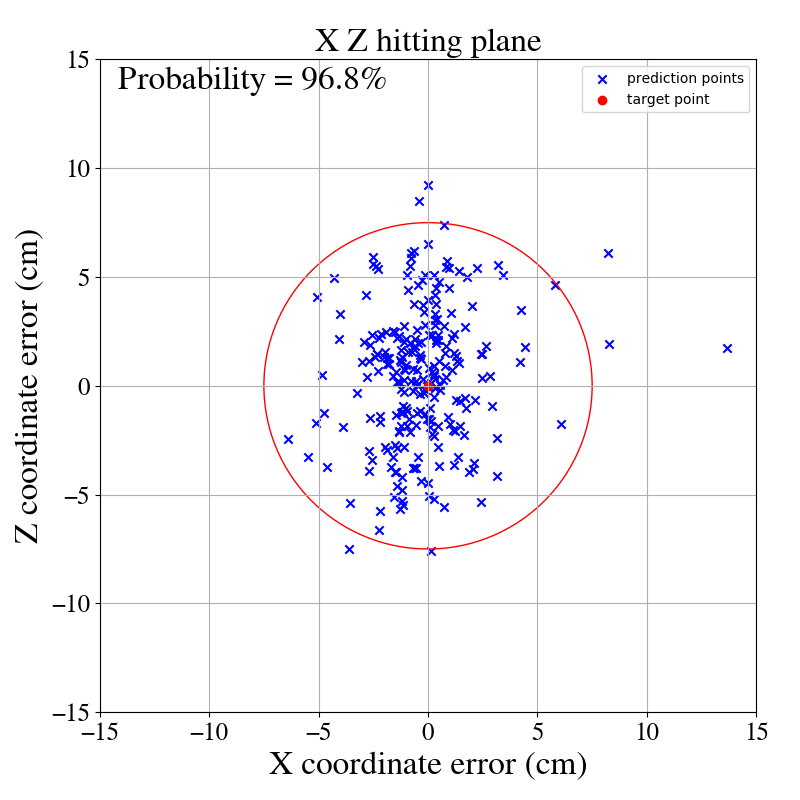 X Z hitting plane
Probability = 96.8%
prediction points
target point
Z coordinate error (cm)
15
10
5
0
−5
−10
−15
−15
−10
−5
0
5
10
15
X coordinate error (cm)